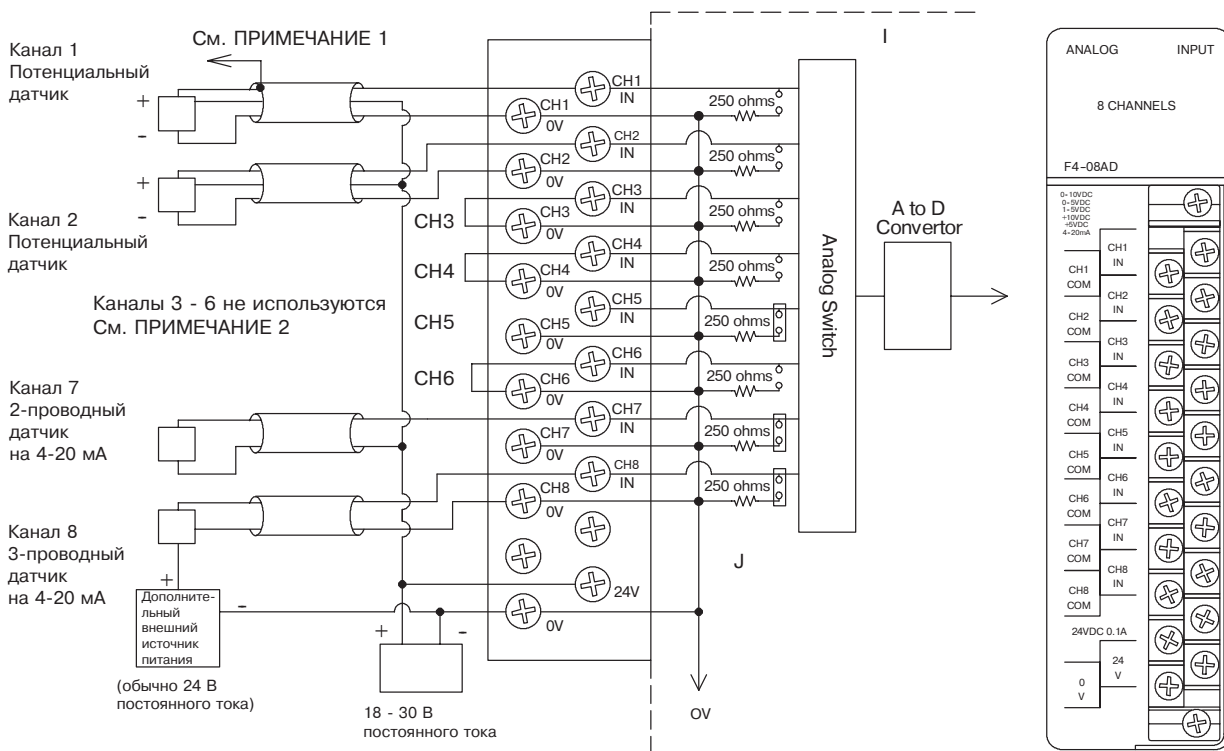 Канал 1
Потенциальный
датчик
См. ПРИМЕЧАНИЕ 1
+
-
Канал 2
Потенциальный
датчик
+
-
Каналы 3 - 6 не используются
См. ПРИМЕЧАНИЕ 2
Канал 7
2-проводный
датчик
на 4-20 мА
Канал 8
3-проводный
датчик
на 4-20 мА
+
-
Дополните-
льный
внешний
источник
питания
(обычно 24 В
постоянного тока)
+
-
18 - 30 В
постоянного тока
CH3
CH4
CH5
CH6
CH1
IN
CH1
0V
CH2
IN
CH2
0V
CH3
IN
CH3
0V
CH4
IN
CH4
0V
CH5
IN
CH5
0V
CH6
IN
CH6
0V
CH7
IN
CH7
0V
CH8
IN
CH8
0V
24V
0V
I
250 ohms
250 ohms
250 ohms
250 ohms
250 ohms
250 ohms
250 ohms
250 ohms
J
OV
Analog Switch
A to D
Convertor
ANALOG INPUT
8 CHANNELS
F4-08AD
0-10VDC
0-5VDC
1-5VDC
+10VDC
+5VDC
4-20mA
CH1
IN
CH1
COM
CH2
IN
CH2
COM
CH3
IN
CH3
COM
CH4
IN
CH4
COM
CH5
IN
CH5
COM
CH6
IN
CH6
COM
CH7
IN
CH7
COM
CH8
IN
CH8
COM
24VDC 0.1A
24
V
0
V